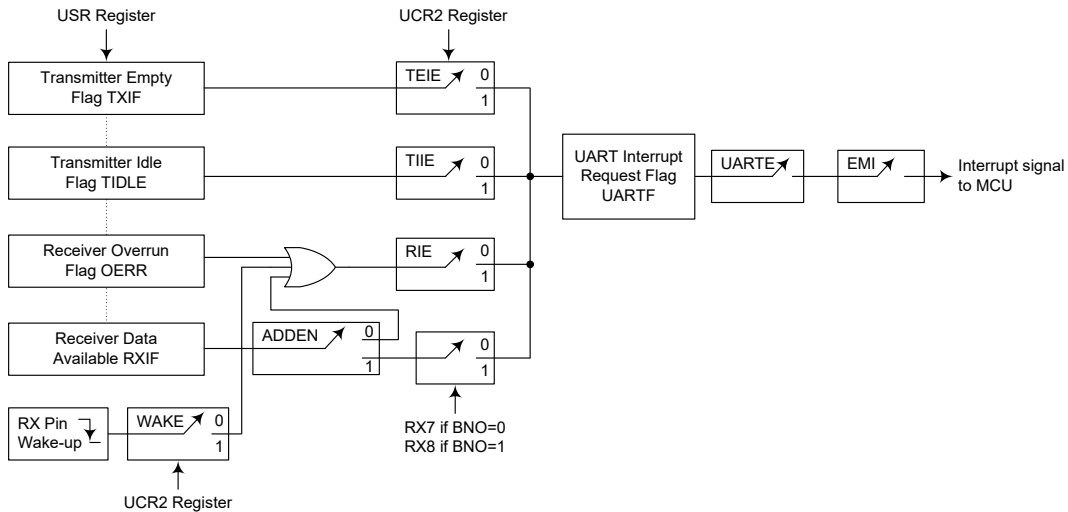 USR Register
UCR2 Register
Transmitter Empty
Flag TXIF
TEIE
0
1
Transmitter Idle
Flag TIDLE
TIIE
0
1
UART Interrupt
Request Flag
UARTF
UARTE
EMI
Interrupt signal
to MCU
Receiver Overrun
Flag OERR
RIE
0
1
Receiver Data
Available RXIF
ADDEN
0
1
0
1
RX7 if BNO=0
RX8 if BNO=1
RX Pin
Wake-up
WAKE
0
1
UCR2 Register